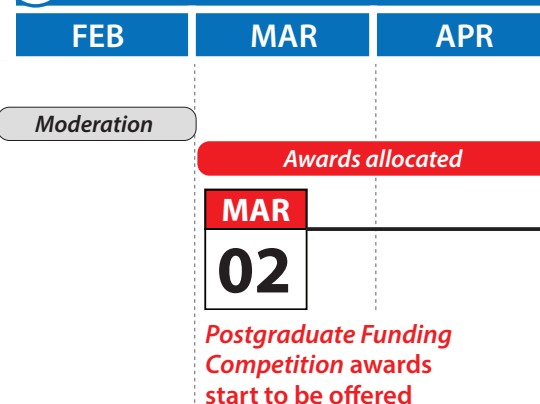 FEB MAR APR
Moderation
Awards allocated
MAR
02
Postgraduate Funding
Competition awards
start to be offered